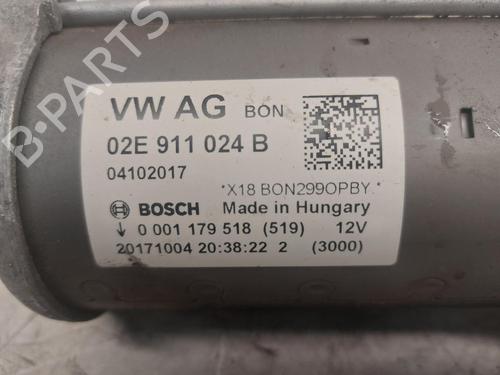 B-PARTS
VW AG BON
02E 911 024 B
04102017
*X18 BON299OPBY.*
BOSCH Made in Hungary
↓ 0 001 179 518 (519) 12V
20171004 20:38:22 2 (3000)